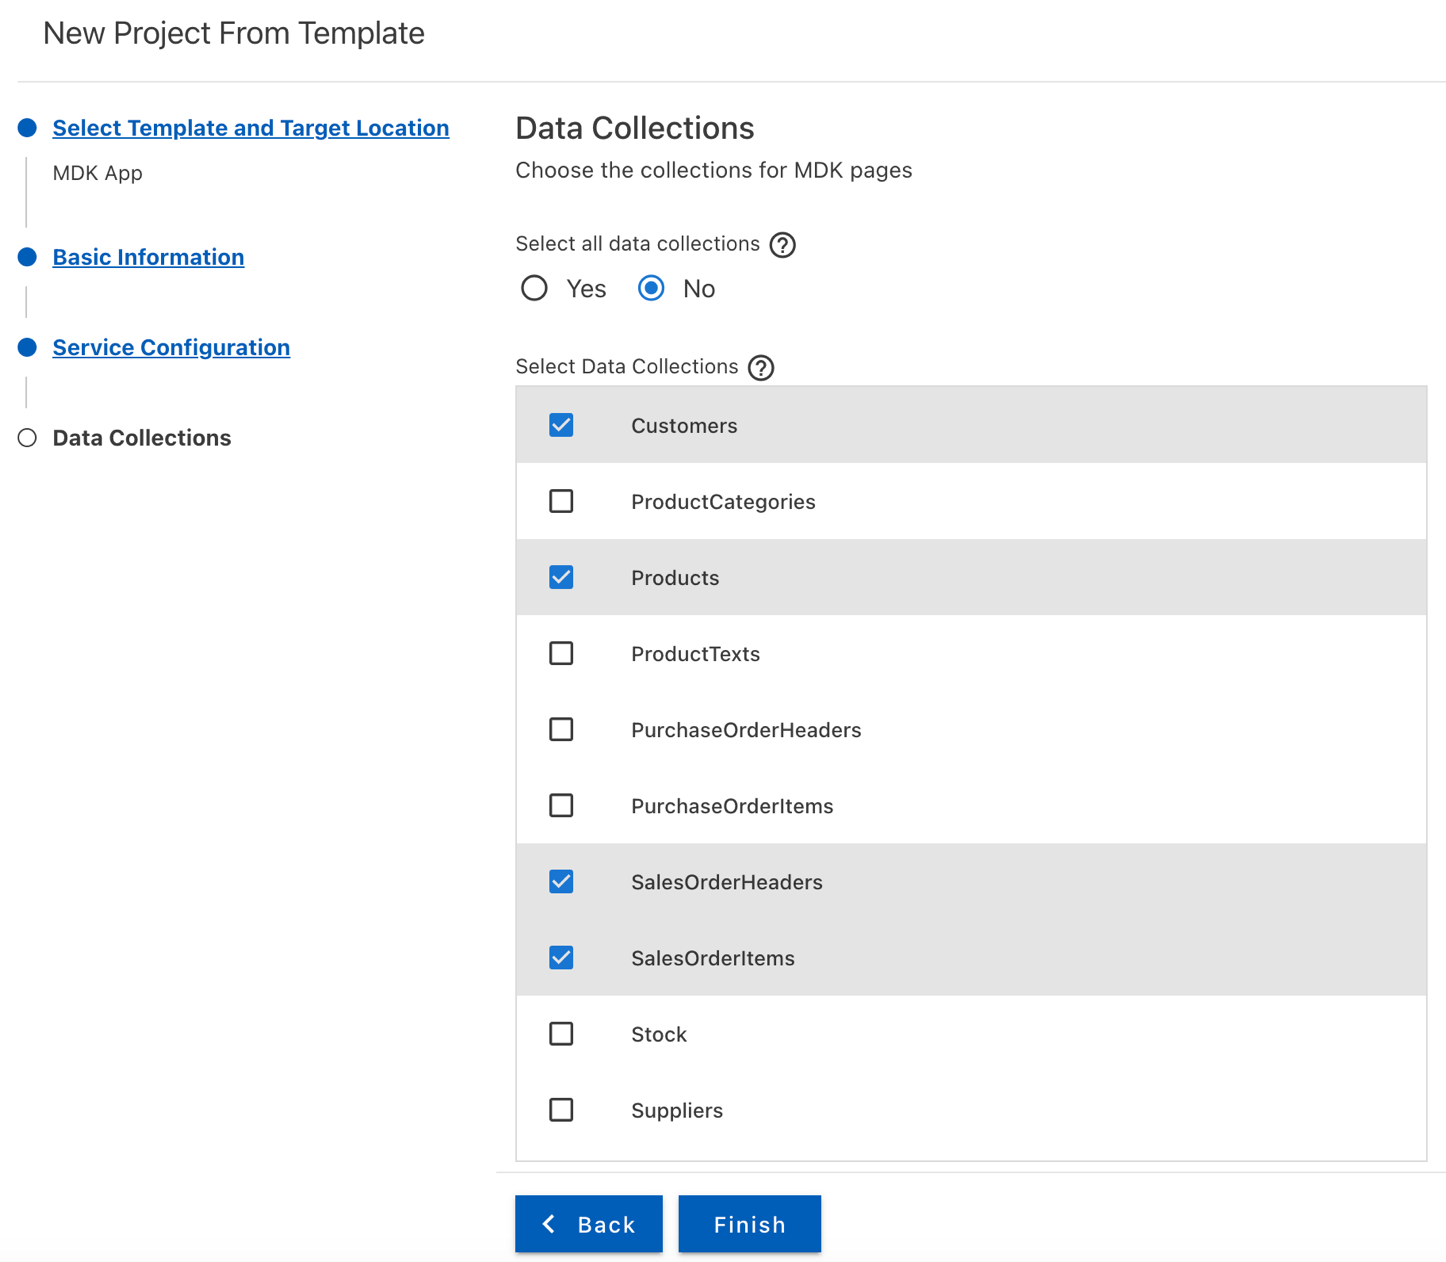 New Project From Template
Select Template and Target Location
MDK App
Basic Information
Service Configuration
Data Collections
Data Collections
Choose the collections for MDK pages
Select all data collections ?
Yes No
Select Data Collections ?
Customers
ProductCategories
Products
ProductTexts
PurchaseOrderHeaders
PurchaseOrderItems
SalesOrderHeaders
SalesOrderItems
Stock
Suppliers
Back Finish